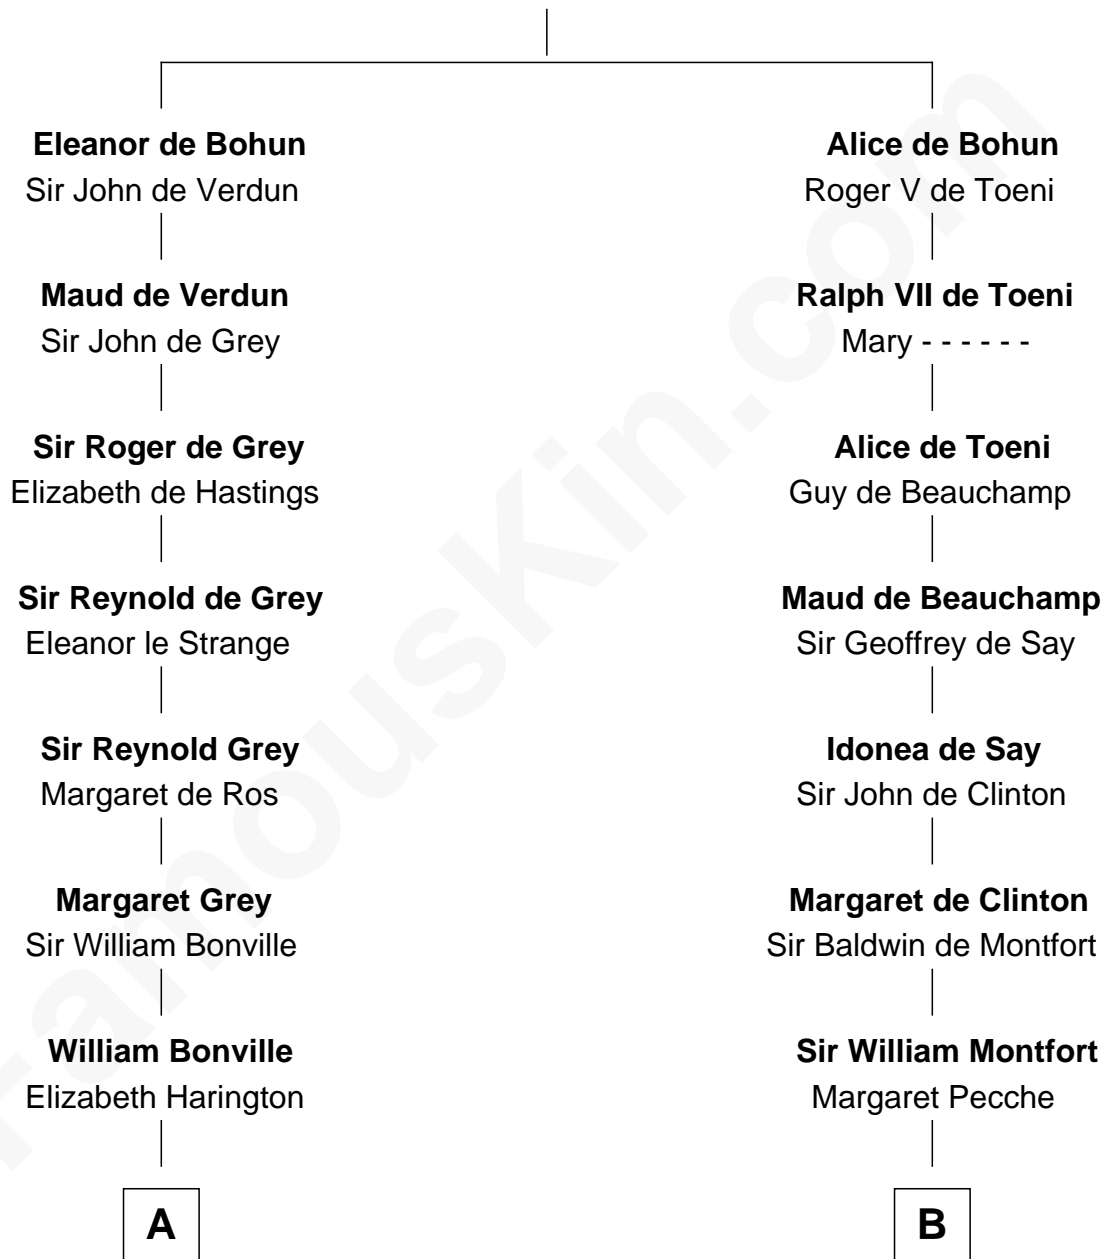 Eleanor de Bohun
Sir John de Verdun
Maud de Verdun
Sir John de Grey
Sir Roger de Grey
Elizabeth de Hastings
Sir Reynold de Grey
Eleanor le Strange
Sir Reynold Grey
Margaret de Ros
Margaret Grey
Sir William Bonville
William Bonville
Elizabeth Harington
A
Alice de Bohun
Roger V de Toeni
Ralph VII de Toeni
Mary - - - - - -
Alice de Toeni
Guy de Beauchamp
Maud de Beauchamp
Sir Geoffrey de Say
Idonea de Say
Sir John de Clinton
Margaret de Clinton
Sir Baldwin de Montfort
Sir William Montfort
Margaret Pecche
B
FamousKin.com